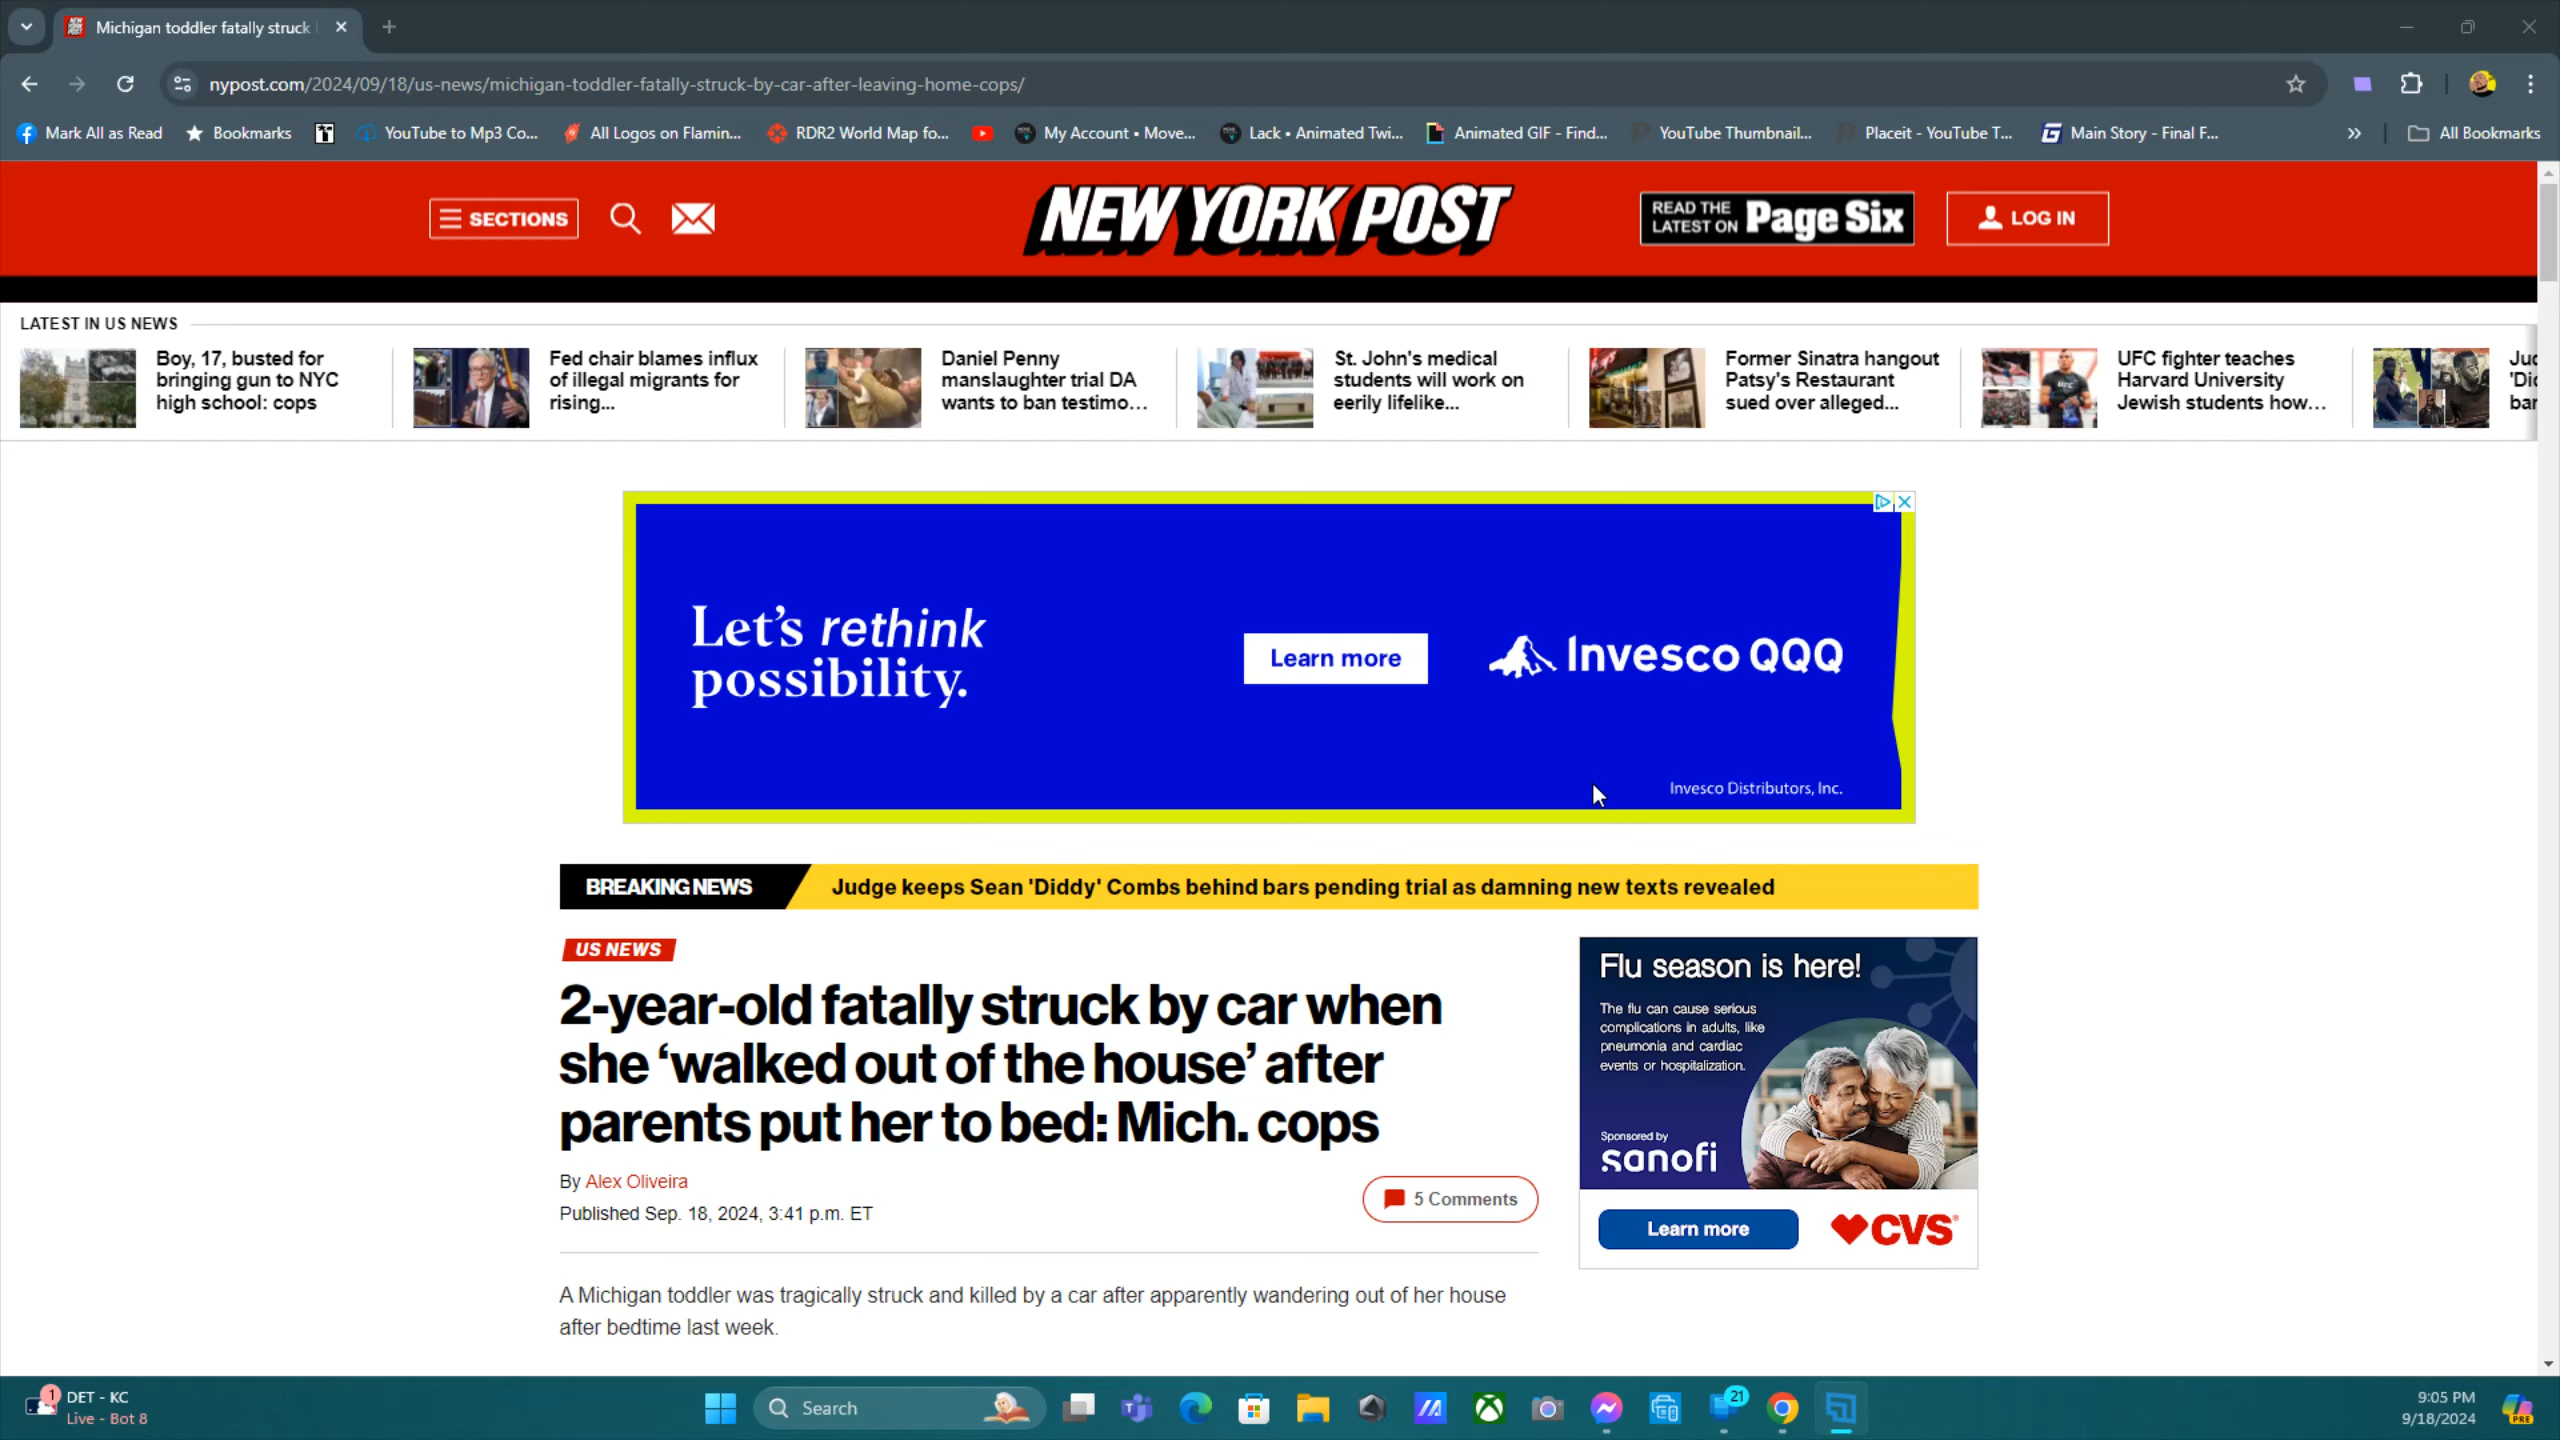 Michigan toddler fatally struck
nypost.com/2024/09/18/us-news/michigan-toddler-fatally-struck-by-car-after-leaving-home-cops/
Mark All as Read Bookmarks YouTube to Mp3 Co... All Logos on Flamin... RDR2 World Map fo... My Account • Move... Lack • Animated Twi... Animated GIF - Find... YouTube Thumbnail... Placeit - YouTube T... Main Story - Final F... » All Bookmarks
SECTIONS
NEW YORK POST
READ THE
LATEST ON Page Six
LOG IN
LATEST IN US NEWS
Boy, 17, busted for
bringing gun to NYC
high school: cops
Fed chair blames influx
of illegal migrants for
rising...
Daniel Penny
manslaughter trial DA
wants to ban testimo...
St. John's medical
students will work on
eerily lifelike...
Former Sinatra hangout
Patsy's Restaurant
sued over alleged...
UFC fighter teaches
Harvard University
Jewish students how...
Let's rethink
possibility.
Learn more
Invesco QQQ
Invesco Distributors, Inc.
BREAKING NEWS
Judge keeps Sean 'Diddy' Combs behind bars pending trial as damning new texts revealed
US NEWS
2-year-old fatally struck by car when
she ‘walked out of the house’ after
parents put her to bed: Mich. cops
By Alex Oliveira
Published Sep. 18, 2024, 3:41 p.m. ET
5 Comments
A Michigan toddler was tragically struck and killed by a car after apparently wandering out of her house
after bedtime last week.
Flu season is here!
The flu can cause serious
complications in adults, like
pneumonia and cardiac
events or hospitalization.
Sponsored by
sanofi
Learn more
CVS
1
DET - KC
Live - Bot 8
Search
21
9:05 PM
9/18/2024
PRE